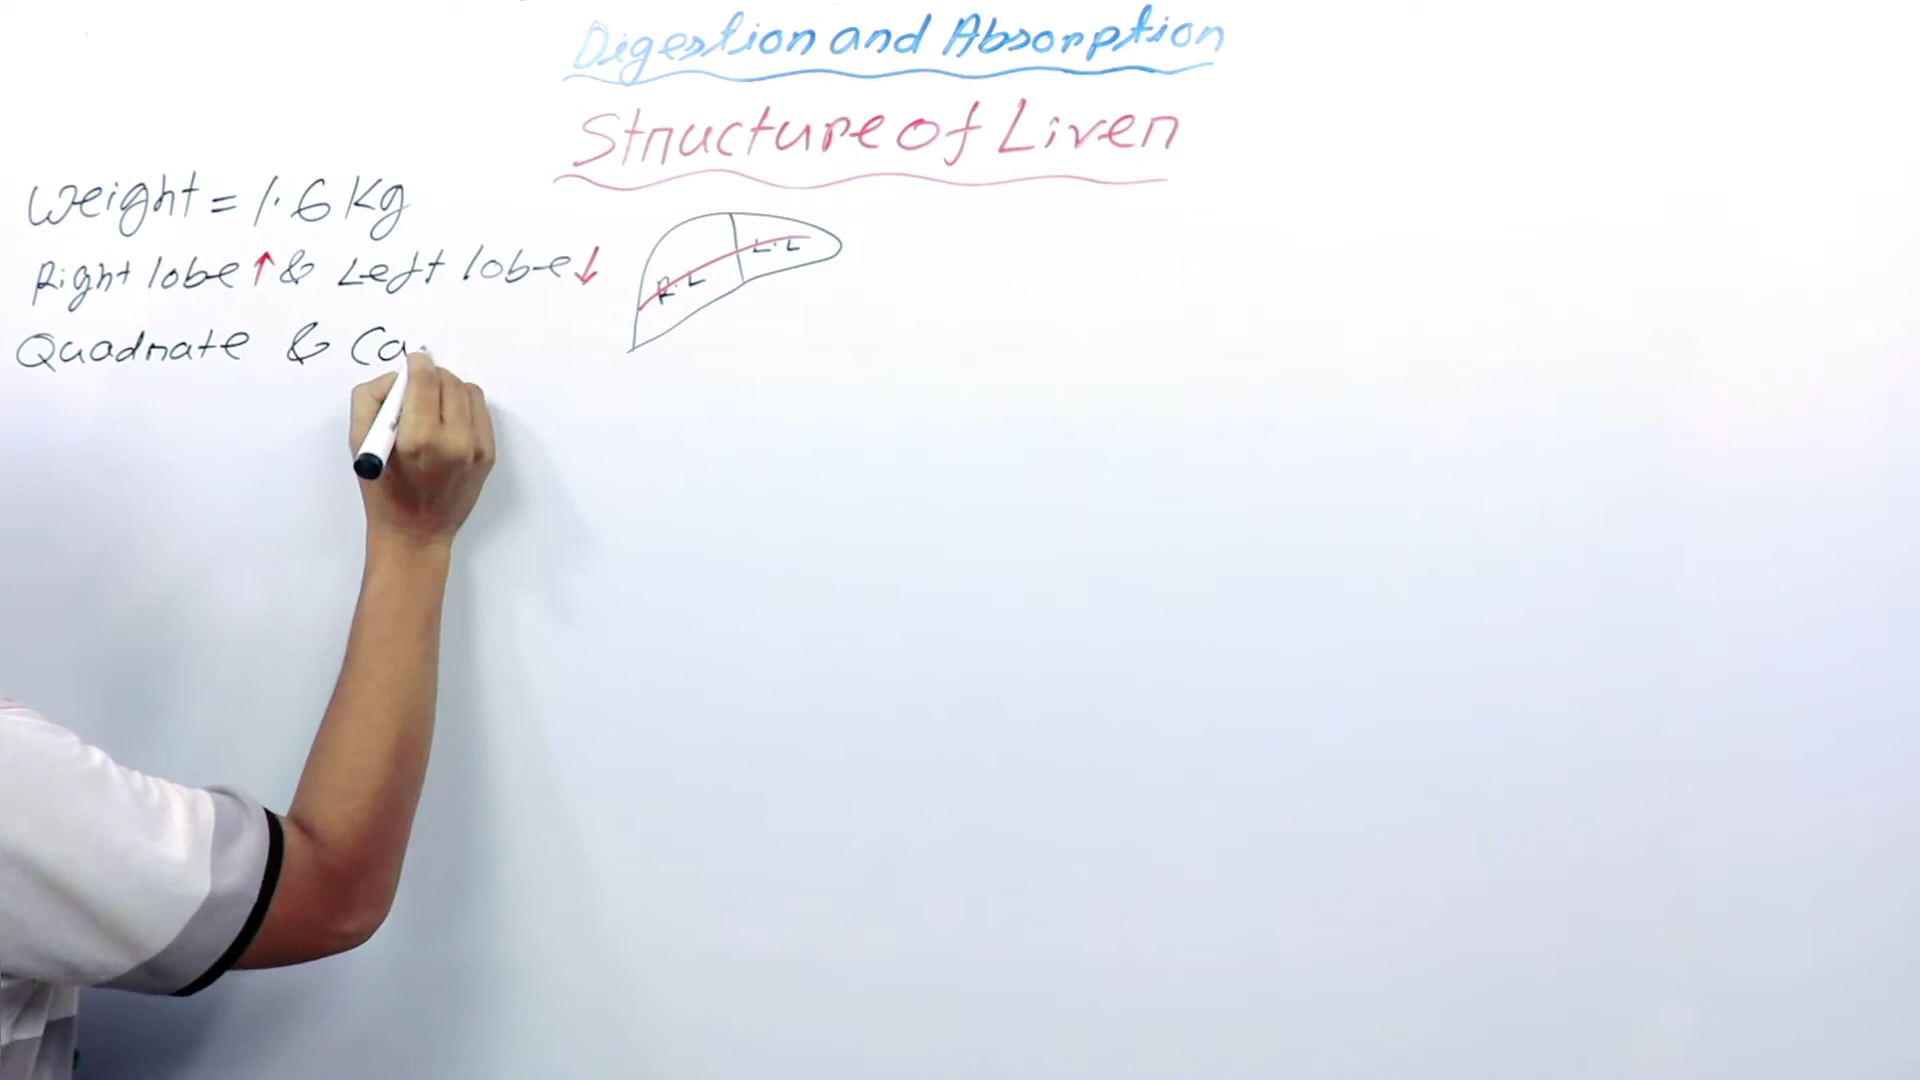 Digestion and Absorption
Structure of Liver
Weight = 1.6 Kg
Right lobe ↑ & Left lobe ↓
L.L
R.L
Quadrate & Ca